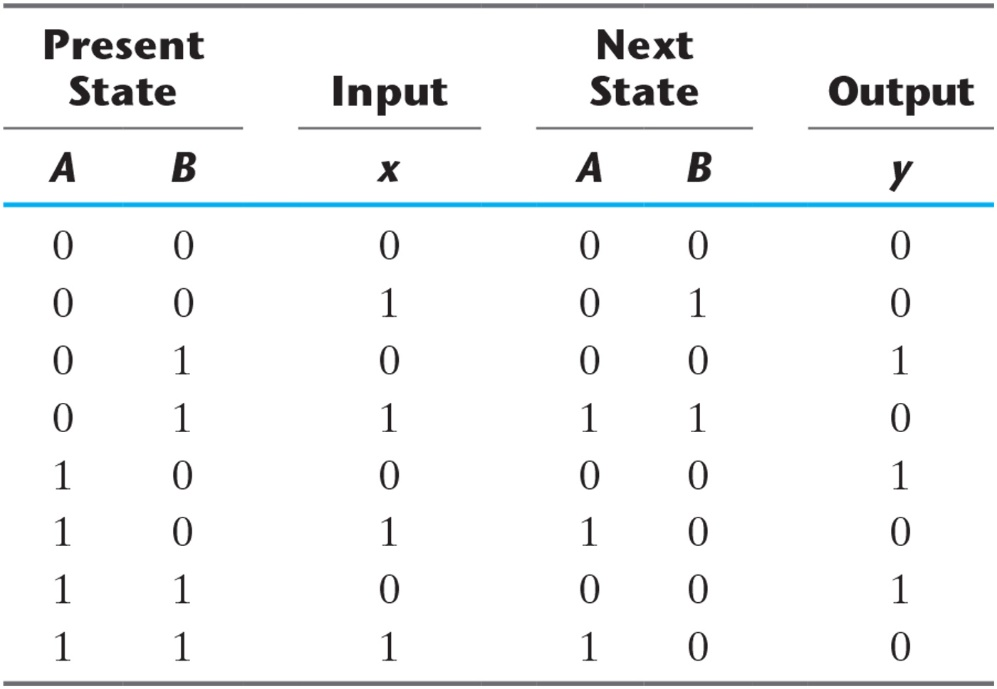 Present Next
State Input State Output
A B x A B y
0 0 0 0 0 0
0 0 1 0 1 0
0 1 0 0 0 1
0 1 1 1 1 0
1 0 0 0 0 1
1 0 1 1 0 0
1 1 0 0 0 1
1 1 1 1 0 0